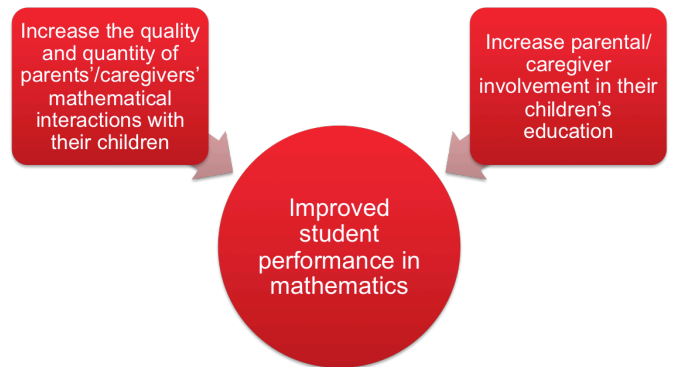 Increase the quality
and quantity of
parents’/caregivers’
mathematical
interactions with
their children
Increase parental/
caregiver
involvement in their
children’s
education
Improved
student
performance in
mathematics